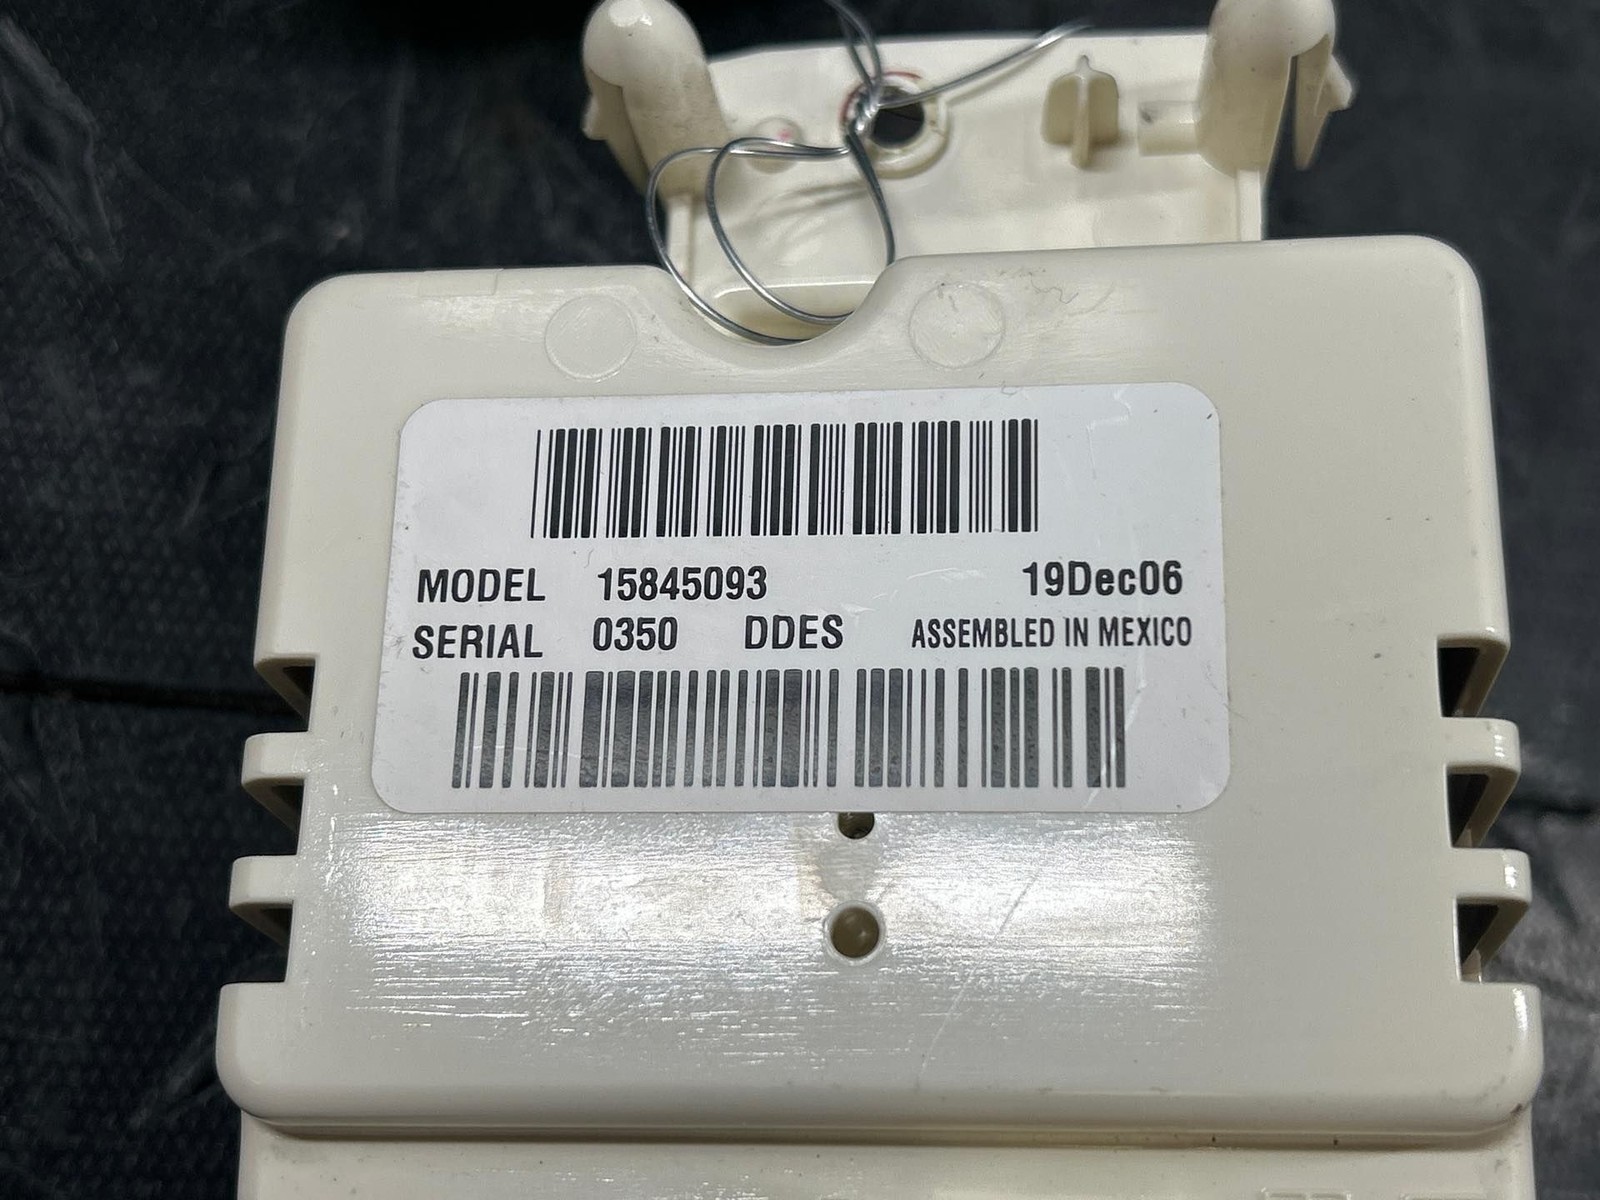 MODEL 15845093 19Dec06
SERIAL 0350 DDES ASSEMBLED IN MEXICO